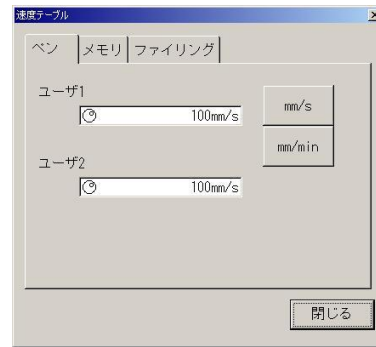 速度テーブル
ペン メモリ ファイリング
ユーザ1
100mm/s
mm/s
mm/min
ユーザ2
100mm/s
閉じる